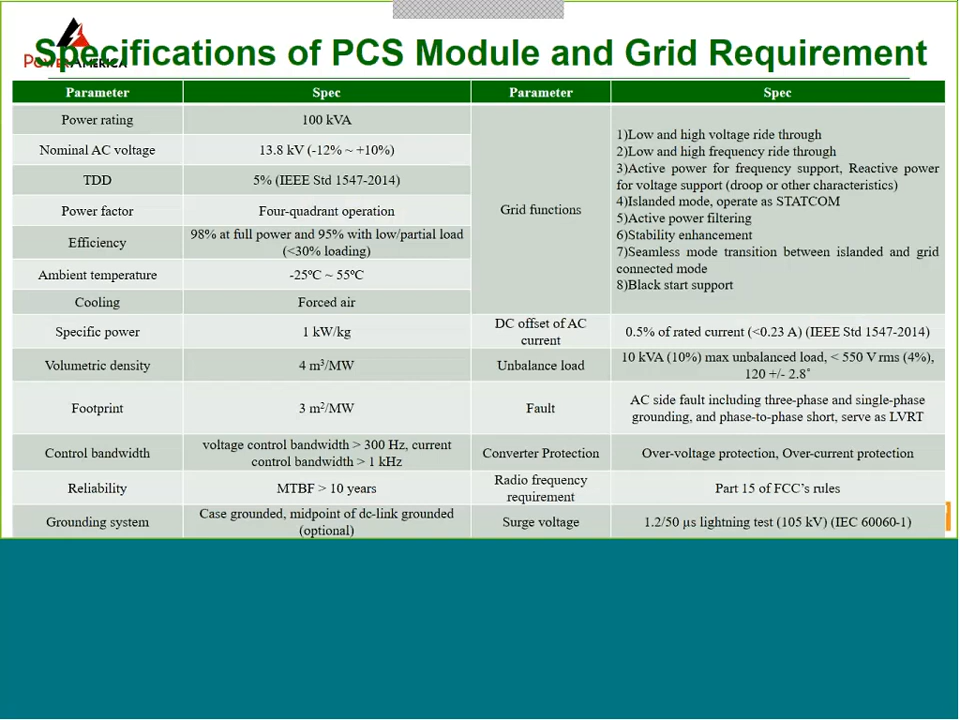 Specifications of PCS Module and Grid Requirement
POWERAMERICA
Parameter
Spec
Parameter
Spec
Power rating
100 kVA
Nominal AC voltage
13.8 kV (-12% ~ +10%)
TDD
5% (IEEE Std 1547-2014)
Power factor
Four-quadrant operation
Efficiency
98% at full power and 95% with low/partial load
(<30% loading)
Ambient temperature
-25ºC ~ 55ºC
Cooling
Forced air
Grid functions
1)Low and high voltage ride through
2)Low and high frequency ride through
3)Active power for frequency support, Reactive power
for voltage support (droop or other characteristics)
4)Islanded mode, operate as STATCOM
5)Active power filtering
6)Stability enhancement
7)Seamless mode transition between islanded and grid
connected mode
8)Black start support
Specific power
1 kW/kg
DC offset of AC
current
0.5% of rated current (<0.23 A) (IEEE Std 1547-2014)
Volumetric density
4 m³/MW
Unbalance load
10 kVA (10%) max unbalanced load, < 550 V rms (4%),
120 +/- 2.8˚
Footprint
3 m²/MW
Fault
AC side fault including three-phase and single-phase
grounding, and phase-to-phase short, serve as LVRT
Control bandwidth
voltage control bandwidth > 300 Hz, current
control bandwidth > 1 kHz
Converter Protection
Over-voltage protection, Over-current protection
Reliability
MTBF > 10 years
Radio frequency
requirement
Part 15 of FCC’s rules
Grounding system
Case grounded, midpoint of dc-link grounded
(optional)
Surge voltage
1.2/50 µs lightning test (105 kV) (IEC 60060-1)